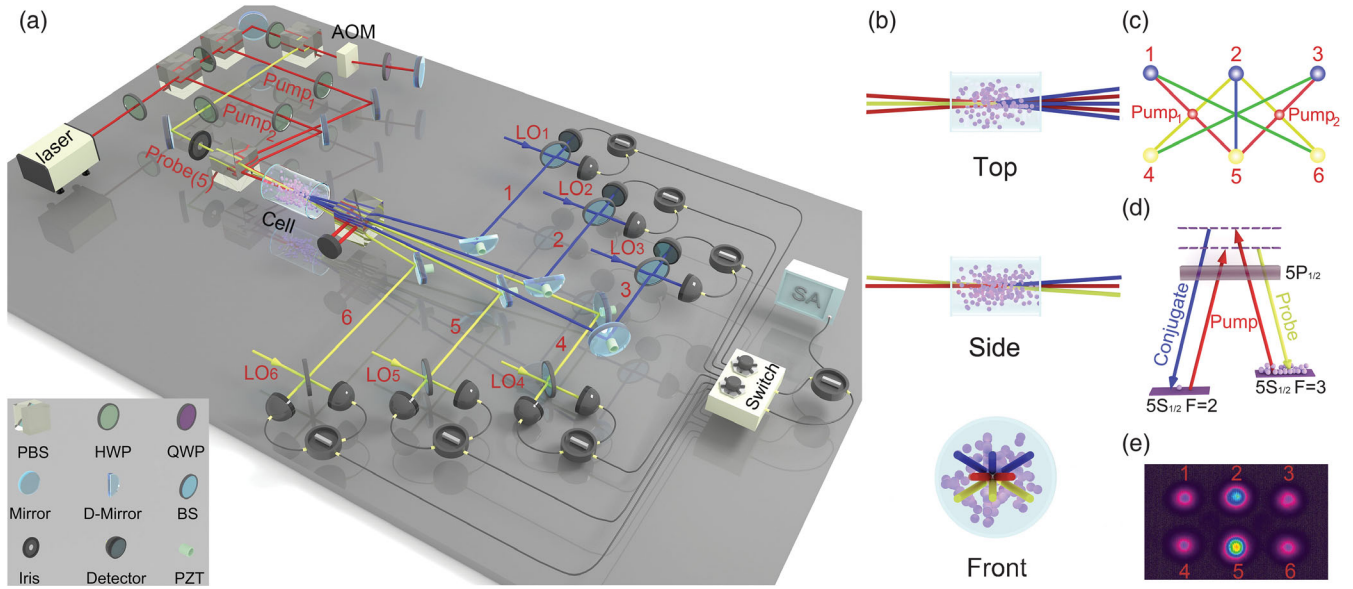 (a)
AOM
Pump1
Pump2
laser
Probe(5)
Cell
LO1
LO2
LO3
1
2
3
SA
6
5
4
LO6
LO5
LO4
Switch
PBS
HWP
QWP
Mirror
D-Mirror
BS
Iris
Detector
PZT
(b)
Top
Side
Front
(c)
1 2 3
Pump1 Pump2
4 5 6
(d)
5P1/2
Conjugate
Pump
Probe
5S1/2 F=3
5S1/2 F=2
(e)
1 2 3
4 5 6